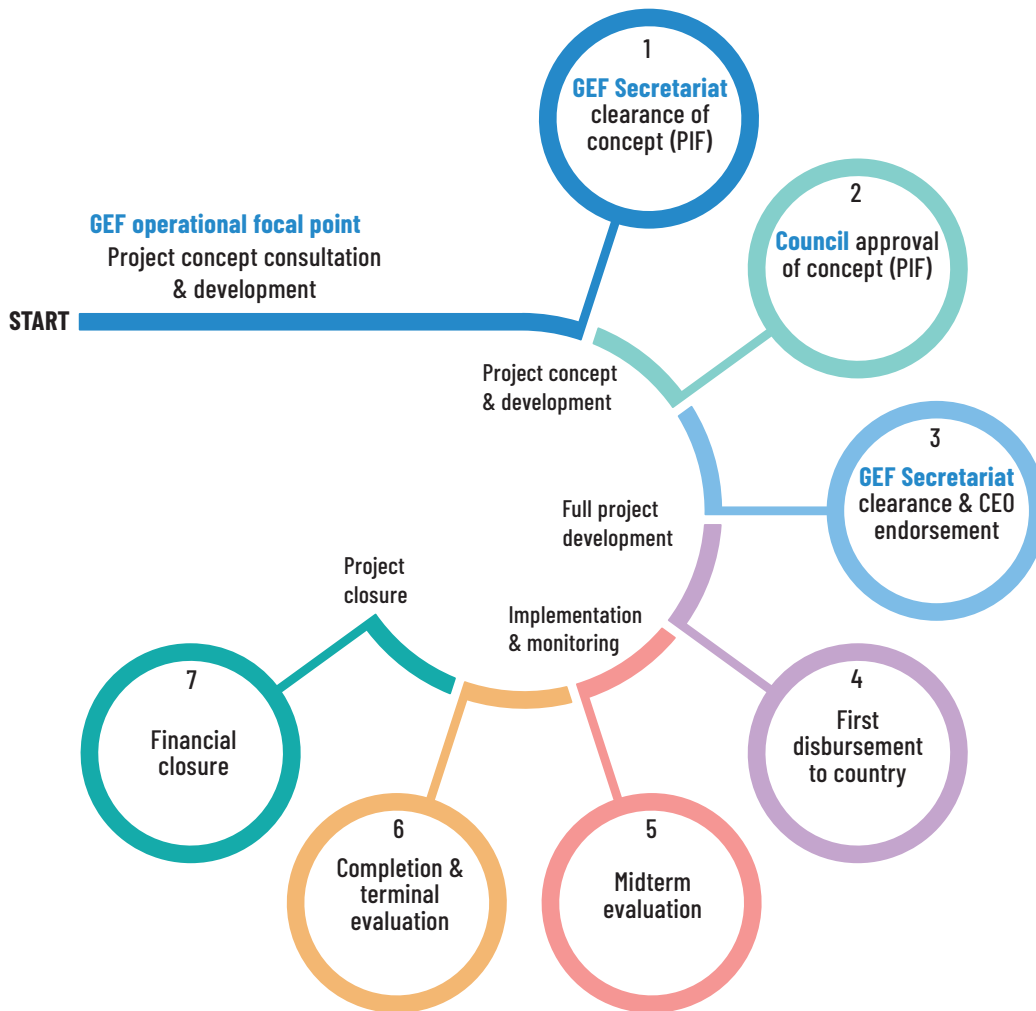 1
GEF Secretariat
clearance of
concept (PIF)
2
Council approval
of concept (PIF)
GEF operational focal point
Project concept consultation
& development
START
Project concept
& development
3
GEF Secretariat
clearance & CEO
endorsement
Full project
development
Project
closure
Implementation
& monitoring
4
First
disbursement
to country
7
Financial
closure
6
Completion &
terminal
evaluation
5
Midterm
evaluation